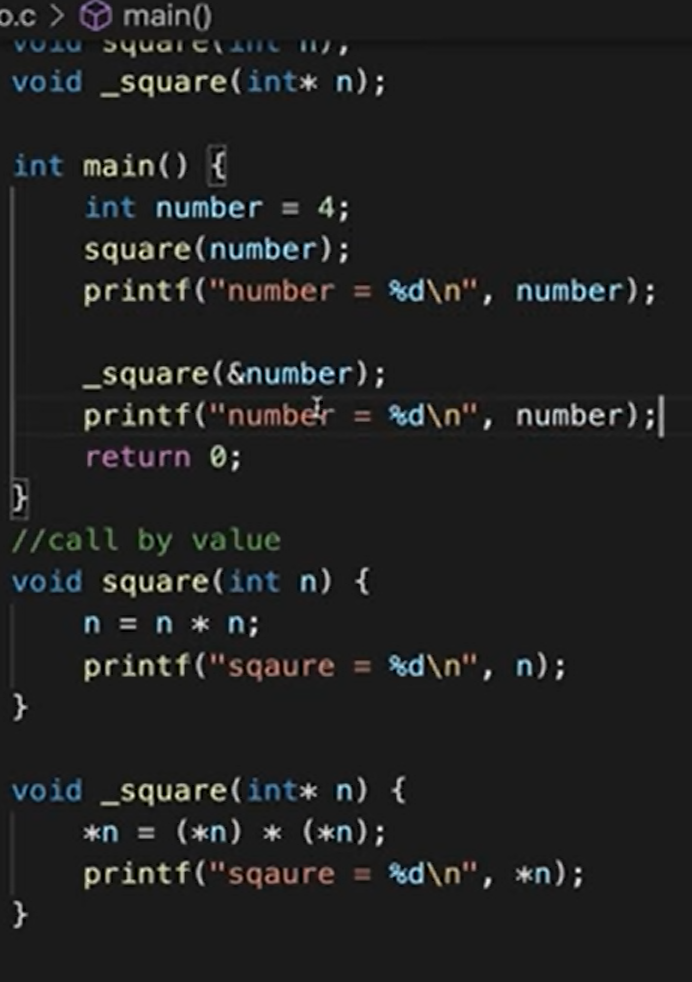 o.c > main()
void square(int n);
void _square(int* n);
int main() {
int number = 4;
square(number);
printf("number = %d\n", number);
_square(&number);
printf("number = %d\n", number);
return 0;
}
//call by value
void square(int n) {
n = n * n;
printf("sqaure = %d\n", n);
}
void _square(int* n) {
*n = (*n) * (*n);
printf("sqaure = %d\n", *n);
}